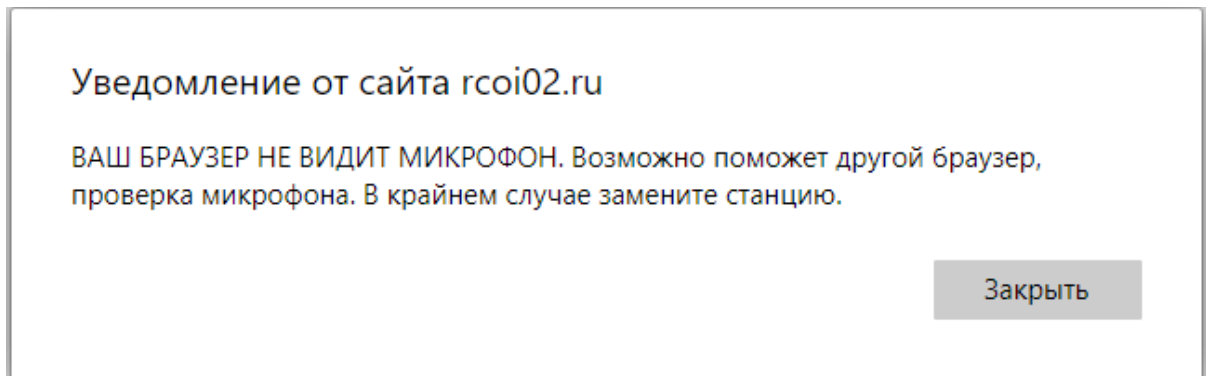 Уведомление от сайта rcoi02.ru
ВАШ БРАУЗЕР НЕ ВИДИТ МИКРОФОН. Возможно поможет другой браузер,
проверка микрофона. В крайнем случае замените станцию.
Закрыть